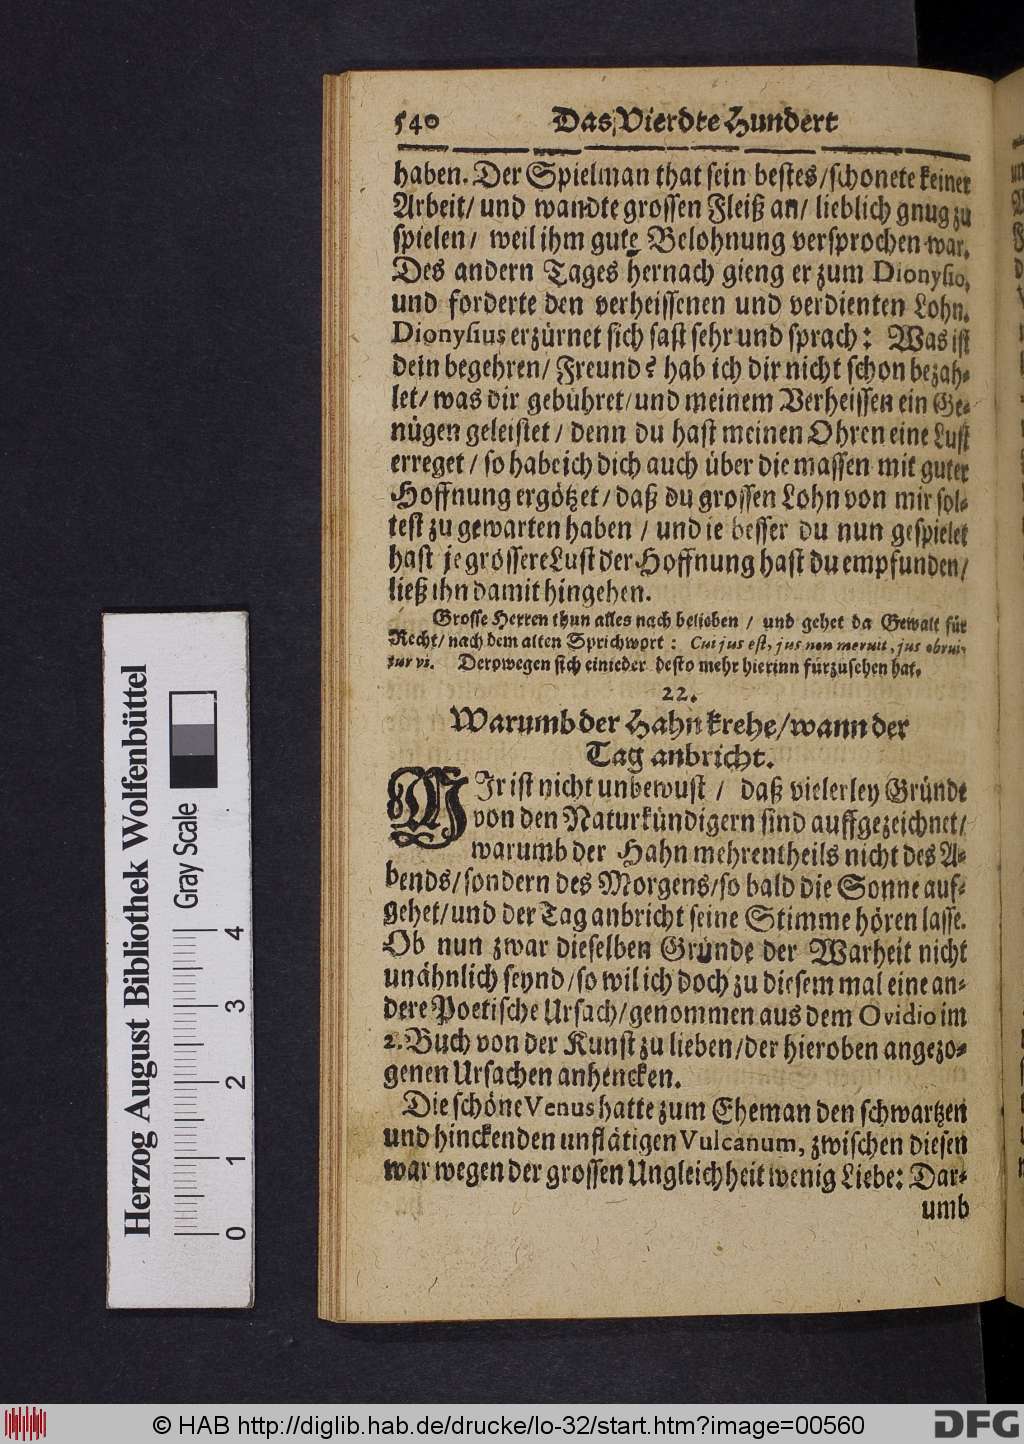 540 Das Vierdte Hundert
haben. Der Spielman that sein bestes/schonete keiner
Arbeit/ und wandte grossen Fleiß an/ lieblich gnug zu
spielen/ weil ihm gute Belohnung versprochen war.
Des andern Tages hernach gieng er zum Dionysio,
und forderte den verheissenen und verdienten Lohn.
Dionysius erzürnet sich fast sehr und sprach: Was ist
dein begehren/ Freund? hab ich dir nicht schon bezah-
let/ was dir gebühret/und meinem Verheissen ein Ge-
nügen geleistet/ denn du hast meinen Ohren eine Lust
erreget/ so habe ich dich auch über die massen mit guter
Hoffnung ergötzet/daß du grossen Lohn von mir sol-
test zu gewarten haben/ und ie besser du nun gespielet
hast je grössere Lust der Hoffnung hast du empfunden/
ließ ihn damit hingehen.
Grosse Herren thun alles nach belieben/ und gehet da Gewalt für
Recht/nach dem alten Sprichwort: Cui jus est, jus non meruit, jus obrui-
tur vi. Derowegen sich ein ieder desto mehr hierinn fürzusehen hat.
22.
Warumb der Hahn krehe/wann der
Tag anbricht.
MIr ist nicht unbewust/ daß vielerley Gründe
von den Naturkündigern sind auffgezeichnet/
warumb der Hahn mehrentheils nicht des A-
bends/sondern des Morgens/so bald die Sonne auf-
gehet/und der Tag anbricht seine Stimme hören lasse.
Ob nun zwar dieselben Gründe der Warheit nicht
unähnlich seynd/so wil ich doch zu diesem mal eine an-
dere Poetische Ursach/genommen aus dem Ovidio im
2. Buch von der Kunst zu lieben/der hieroben angezo-
genen Ursachen anhencken.
Die schöne Venus hatte zum Eheman den schwartzen
und hinckenden unflätigen Vulcanum, zwischen diesen
war wegen der grossen Ungleichheit wenig Liebe: Dar-
umb
Herzog August Bibliothek Wolfenbüttel
Gray Scale
0 1 2 3 4
© HAB http://diglib.hab.de/drucke/lo-32/start.htm?image=00560
DFG